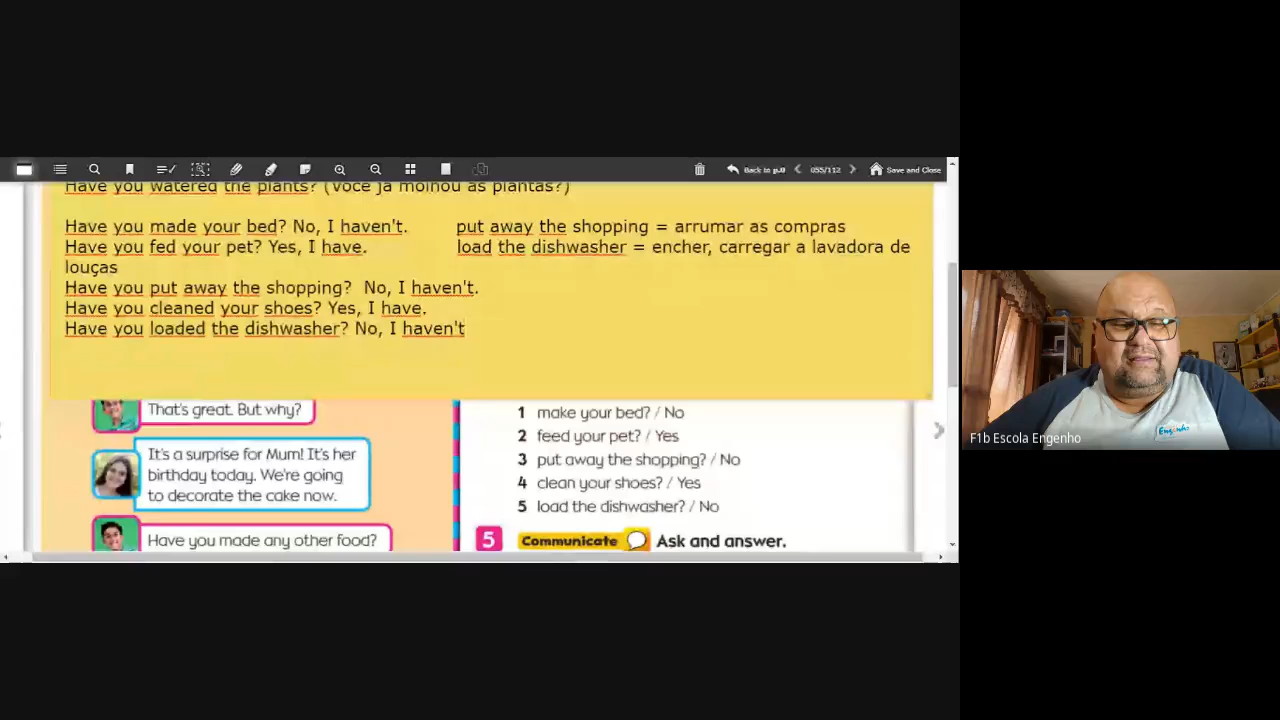 Back to p.0
055/112
Save and Close
Have you watered the plants? (Você já molhou as plantas?)
Have you made your bed? No, I haven't. put away the shopping = arrumar as compras
Have you fed your pet? Yes, I have. load the dishwasher = encher, carregar a lavadora de
louças
Have you put away the shopping? No, I haven't.
Have you cleaned your shoes? Yes, I have.
Have you loaded the dishwasher? No, I haven't
That's great. But why?
It's a surprise for Mum! It's her
birthday today. We're going
to decorate the cake now.
Have you made any other food?
1 make your bed? / No
2 feed your pet? / Yes
3 put away the shopping? / No
4 clean your shoes? / Yes
5 load the dishwasher? / No
5 Communicate Ask and answer.
Engenho
F1b Escola Engenho